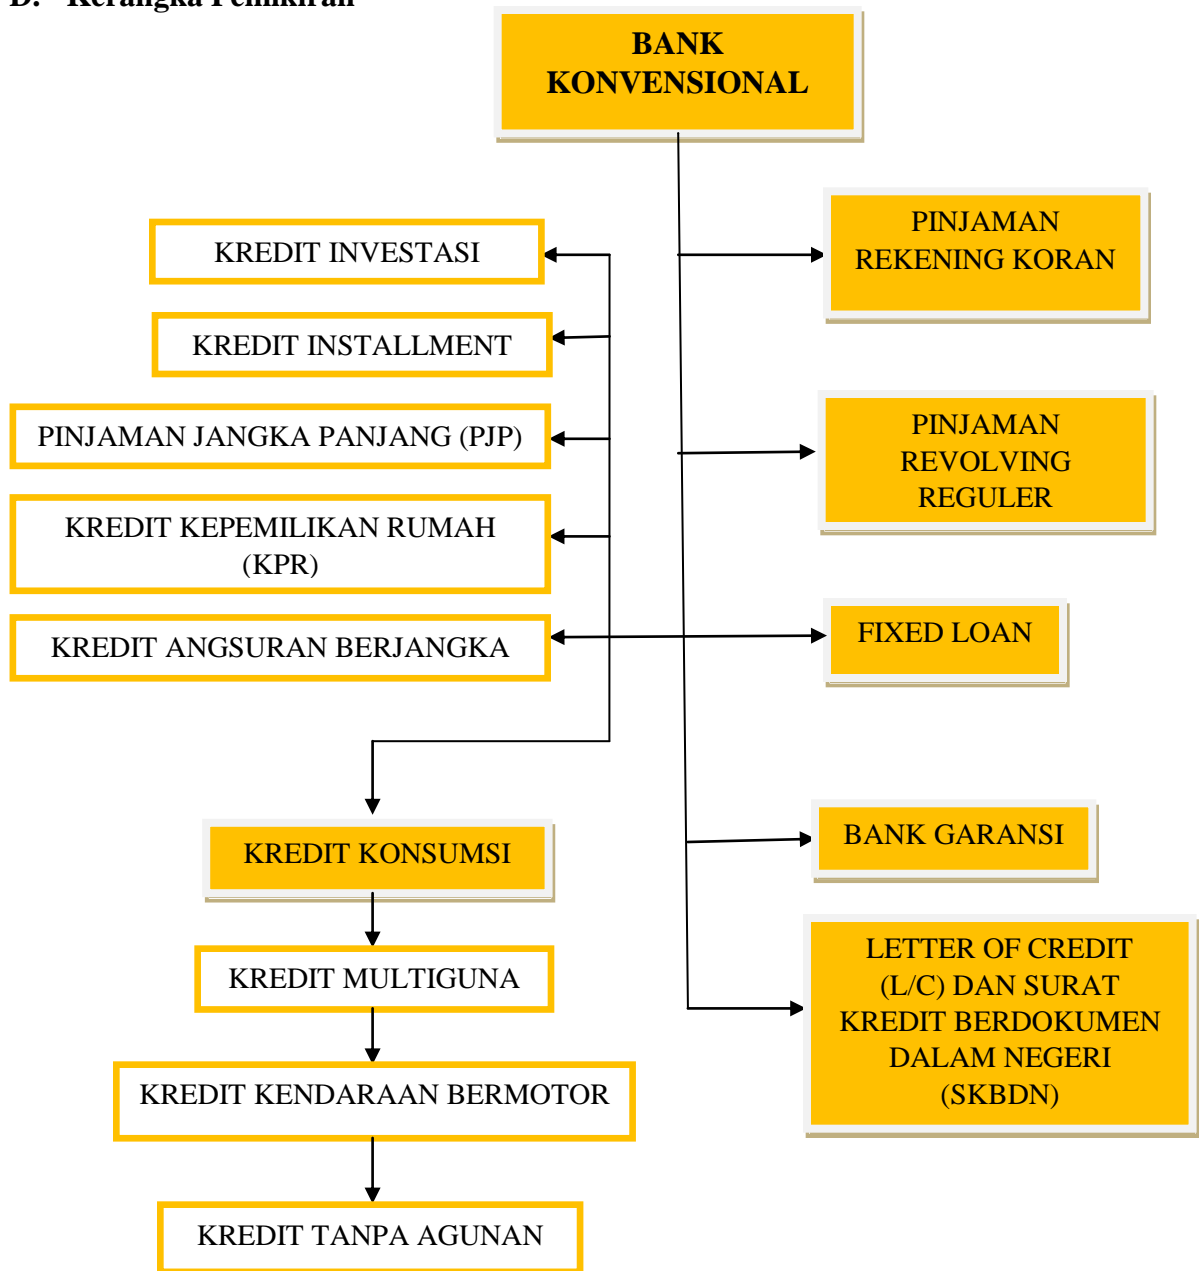 D. Kerangka Pemikiran
BANK
KONVENSIONAL
PINJAMAN
REKENING KORAN
KREDIT INVESTASI
KREDIT INSTALLMENT
PINJAMAN JANGKA PANJANG (PJP)
PINJAMAN
REVOLVING
REGULER
KREDIT KEPEMILIKAN RUMAH
(KPR)
KREDIT ANGSURAN BERJANGKA
FIXED LOAN
KREDIT KONSUMSI
BANK GARANSI
KREDIT MULTIGUNA
LETTER OF CREDIT
(L/C) DAN SURAT
KREDIT BERDOKUMEN
DALAM NEGERI
(SKBDN)
KREDIT KENDARAAN BERMOTOR
KREDIT TANPA AGUNAN